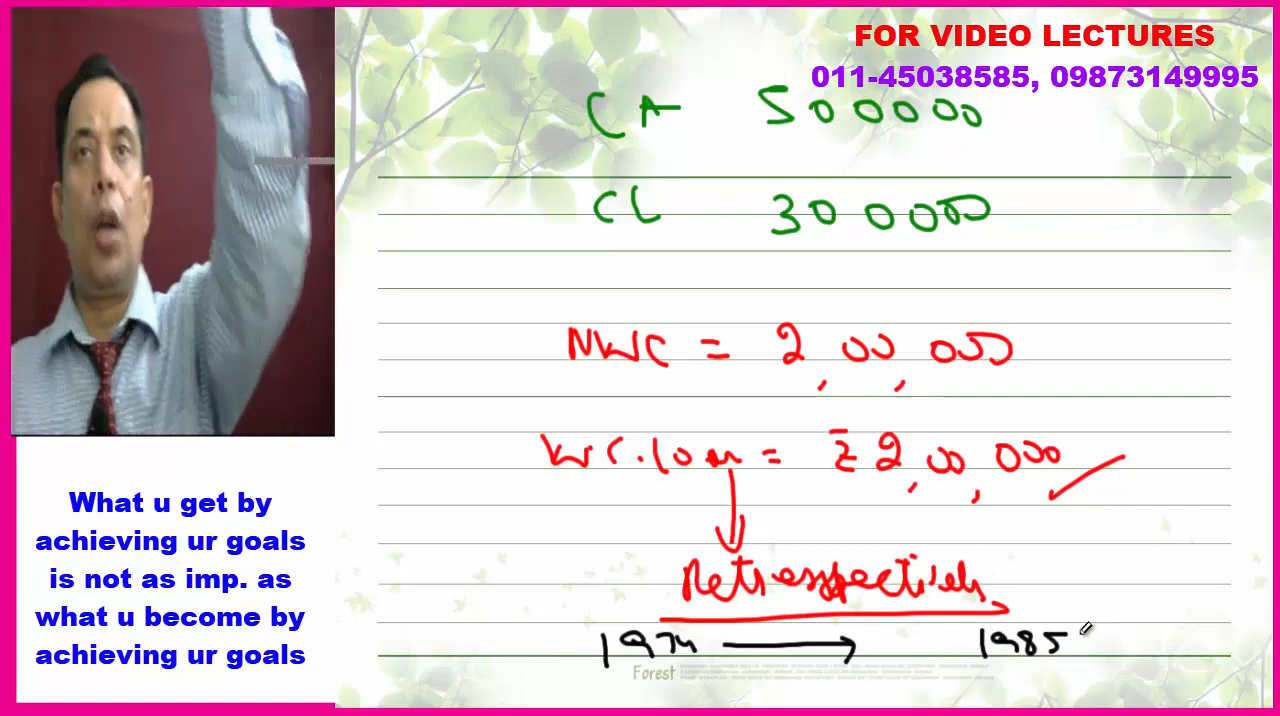 FOR VIDEO LECTURES
011-45038585, 09873149995
CA 500000
CL 300000
NWC = 2,00,000
WC.loan = ₹2,00,000
Retrospectively
1974 → 1985
Forest
What u get by
achieving ur goals
is not as imp. as
what u become by
achieving ur goals